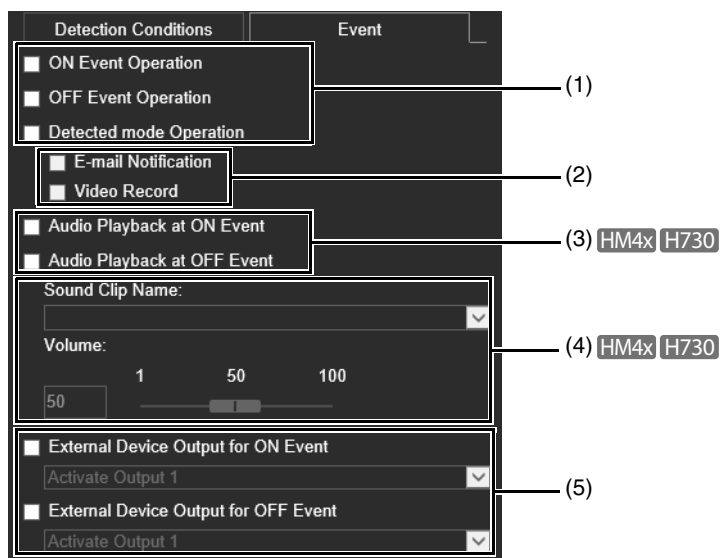 Detection Conditions Event
ON Event Operation
OFF Event Operation
(1)
Detected mode Operation
E-mail Notification
(2)
Video Record
Audio Playback at ON Event
(3) HM4x H730
Audio Playback at OFF Event
Sound Clip Name:
Volume:
(4) HM4x H730
1 50 100
50
External Device Output for ON Event
Activate Output 1
(5)
External Device Output for OFF Event
Activate Output 1